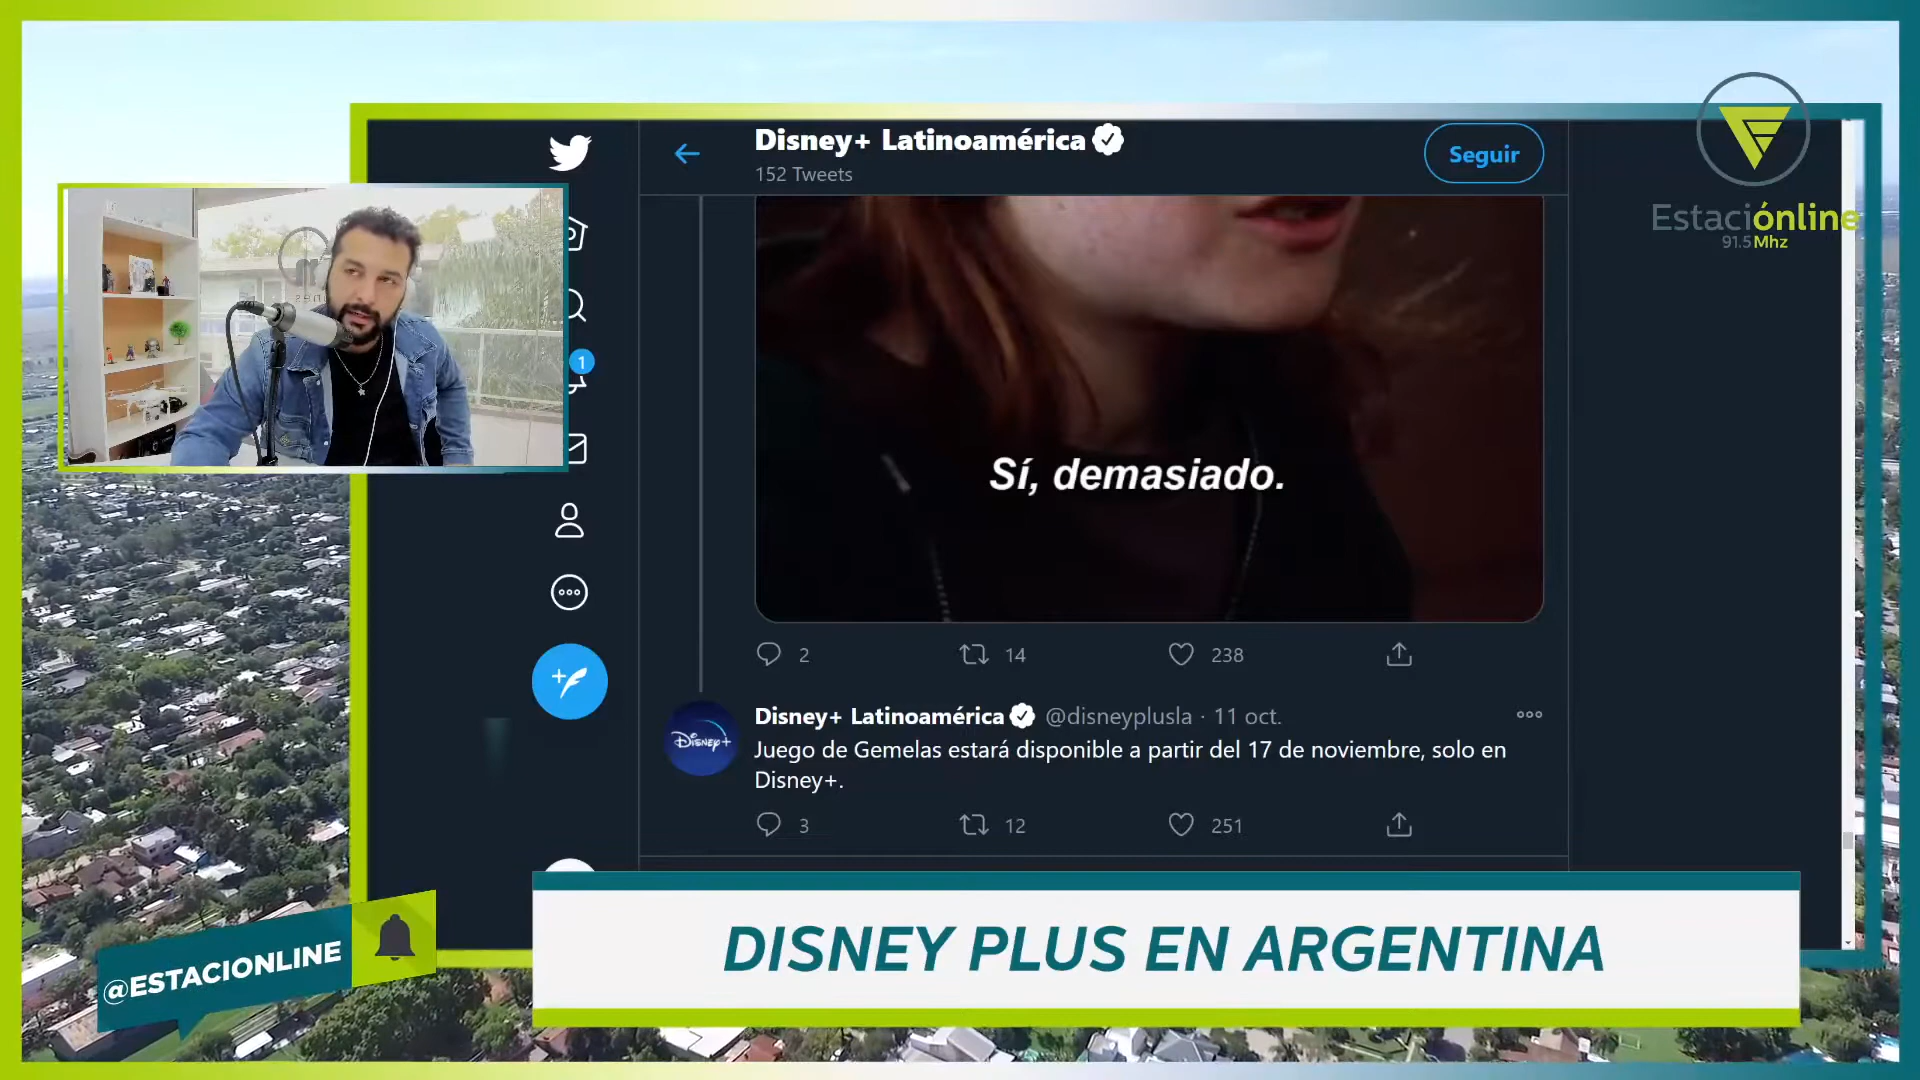 Disney+ Latinoamérica
152 Tweets
Seguir
Estaciónline
91.5 Mhz
1
Sí, demasiado.
2
14
238
Disney+
Disney+ Latinoamérica @disneyplusla · 11 oct.
Juego de Gemelas estará disponible a partir del 17 de noviembre, solo en
Disney+.
3
12
251
@ESTACIONLINE
DISNEY PLUS EN ARGENTINA